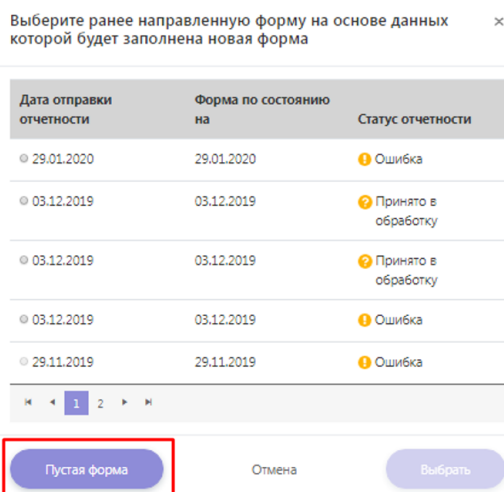 Выберите ранее направленную форму на основе данных
которой будет заполнена новая форма
×
Дата отправки отчетности Форма по состоянию на Статус отчетности
29.01.2020 29.01.2020 Ошибка
03.12.2019 03.12.2019 Принято в обработку
03.12.2019 03.12.2019 Принято в обработку
03.12.2019 03.12.2019 Ошибка
29.11.2019 29.11.2019 Ошибка
1 2
Пустая форма Отмена Выбрать